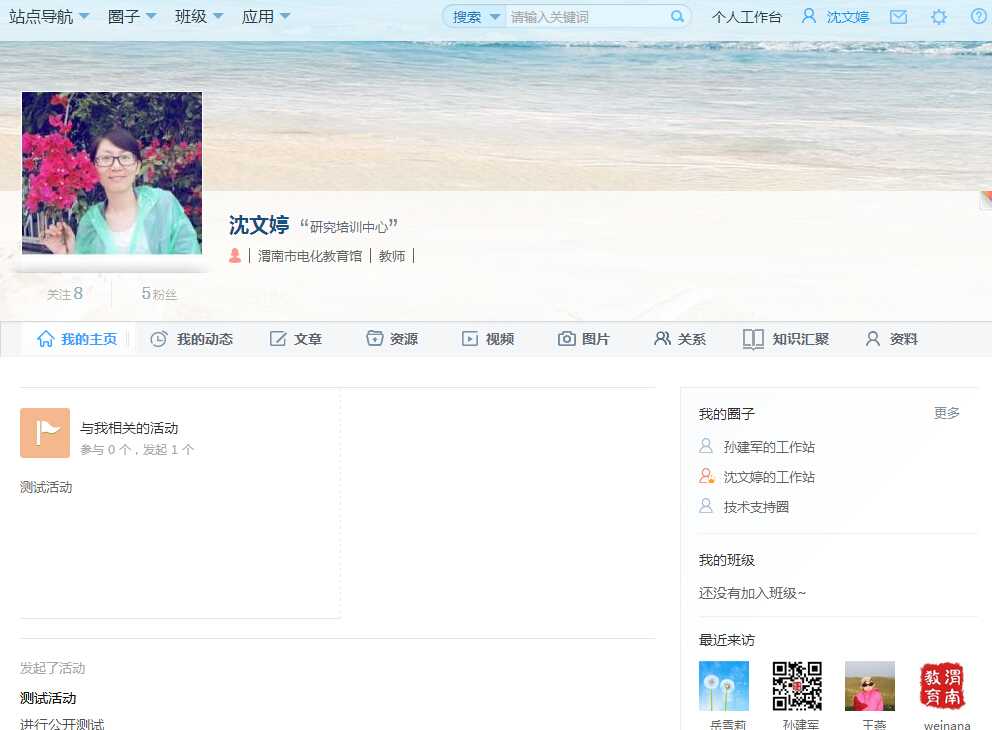 站点导航 圈子 班级 应用 搜索 请输入关键词 个人工作台 沈文婷
沈文婷 “研究培训中心”
渭南市电化教育馆 教师
关注8 5粉丝
我的主页 我的动态 文章 资源 视频 图片 关系 知识汇聚 资料
与我相关的活动
参与 0 个，发起 1 个
测试活动
发起了活动
测试活动
进行公开测试
我的圈子 更多
孙建军的工作站
沈文婷的工作站
技术支持圈
我的班级
还没有加入班级~
最近来访
渭南教育
岳雪莉 孙建军 王燕 weinana